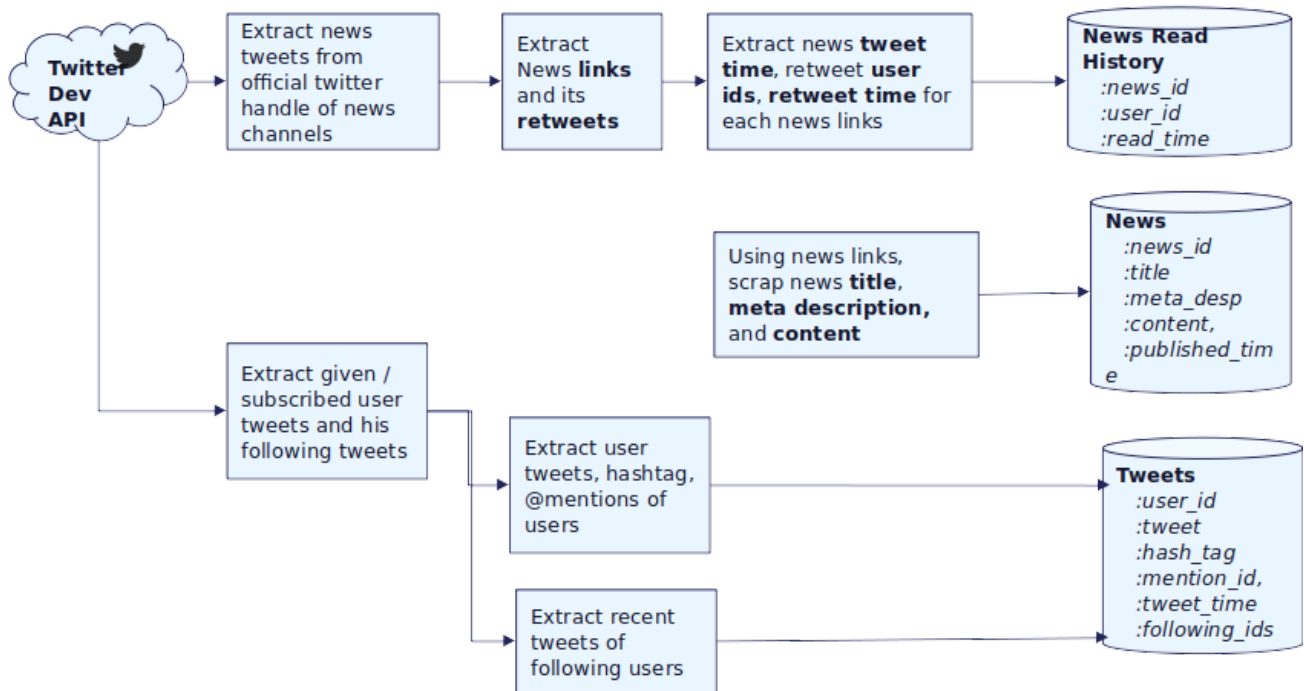 Twitter
Dev
API
Extract news
tweets from
official twitter
handle of news
channels
Extract
News links
and its
retweets
Extract news tweet
time, retweet user
ids, retweet time for
each news links
News Read
History
:news_id
:user_id
:read_time
Using news links,
scrap news title,
meta description,
and content
News
:news_id
:title
:meta_desp
:content,
:published_tim
e
Extract given /
subscribed user
tweets and his
following tweets
Extract user
tweets, hashtag,
@mentions of
users
Extract recent
tweets of
following users
Tweets
:user_id
:tweet
:hash_tag
:mention_id,
:tweet_time
:following_ids